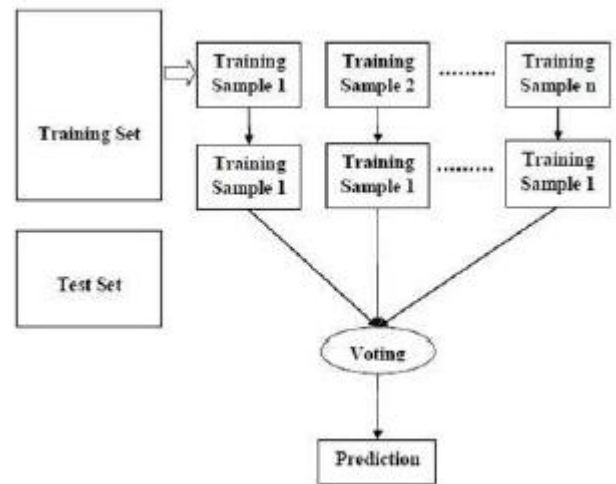 Training Set
Training
Sample 1
Training
Sample 2
Training
Sample n
Training
Sample 1
Training
Sample 1
Training
Sample 1
Test Set
Voting
Prediction